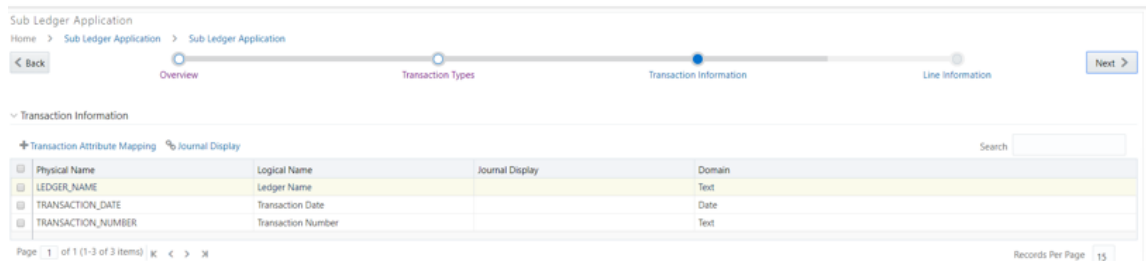 Sub Ledger Application
Home > Sub Ledger Application > Sub Ledger Application
< Back
Overview
Transaction Types
Transaction Information
Line Information
Next >
Transaction Information
+Transaction Attribute Mapping Journal Display
Search
Physical Name Logical Name Journal Display Domain
LEDGER_NAME Ledger Name Text
TRANSACTION_DATE Transaction Date Date
TRANSACTION_NUMBER Transaction Number Text
Page 1 of 1 (1-3 of 3 items)
Records Per Page 15